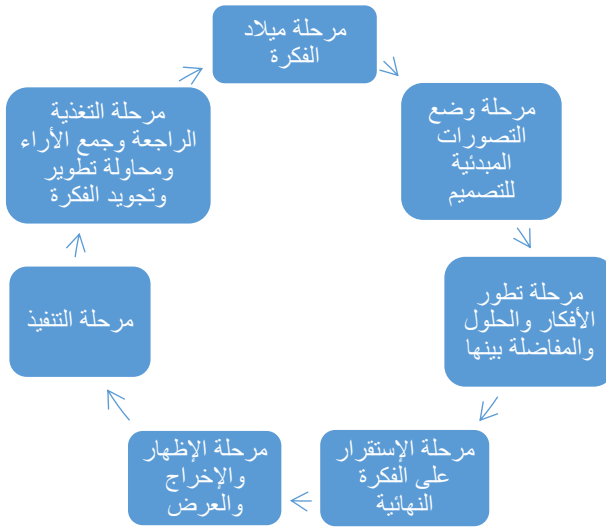 مرحلة ميلاد
الفكرة
مرحلة وضع
التصورات
المبدئية
للتصميم
مرحلة تطور
الأفكار والحلول
والمفاضلة بينها
مرحلة الإستقرار
على الفكرة
النهائية
مرحلة الإظهار
والإخراج
والعرض
مرحلة التنفيذ
مرحلة التغذية
الراجعة وجمع الأراء
ومحاولة تطوير
وتجويد الفكرة